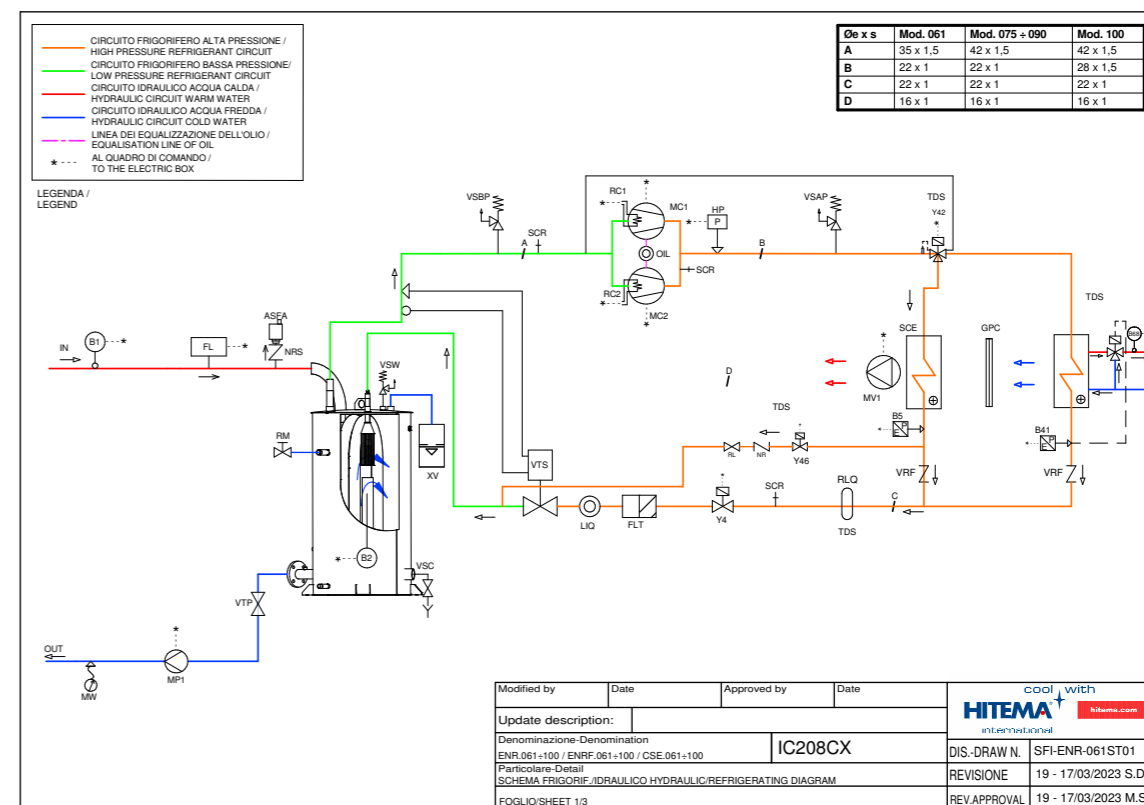 CIRCUITO FRIGORIFERO ALTA PRESSIONE /
HIGH PRESSURE REFRIGERANT CIRCUIT
CIRCUITO FRIGORIFERO BASSA PRESSIONE/
LOW PRESSURE REFRIGERANT CIRCUIT
CIRCUITO IDRAULICO ACQUA CALDA /
HYDRAULIC CIRCUIT WARM WATER
CIRCUITO IDRAULICO ACQUA FREDDA /
HYDRAULIC CIRCUIT COLD WATER
LINEA DEI EQUALIZZAZIONE DELL'OLIO /
EQUALISATION LINE OF OIL
* AL QUADRO DI COMANDO /
TO THE ELECTRIC BOX
LEGENDA /
LEGEND
Øe x s Mod. 061 Mod. 075 ÷ 090 Mod. 100
A 35 x 1,5 42 x 1,5 42 x 1,5
B 22 x 1 22 x 1 28 x 1,5
C 22 x 1 22 x 1 22 x 1
D 16 x 1 16 x 1 16 x 1
VSBP
SCR
A
RC1
MC1
OIL
RC2
MC2
HP
P
SCR
B
VSAP
TDS
Y42
TDS
IN
B1
FL
ASFA
NRS
VSW
RM
XV
B2
VSC
VTP
OUT
MW
MP1
VTS
LIQ
FLT
Y4
SCR
RLQ
TDS
C
D
TDS
RL
NR
Y46
MV1
SCE
GPC
B68
B5
P
E
B41
P
E
VRF
VRF
Modified by Date Approved by Date
Update description:
Denominazione-Denomination
ENR.061÷100 / ENRF.061÷100 / CSE.061÷100
IC208CX
Particolare-Detail
SCHEMA FRIGORIF./IDRAULICO HYDRAULIC/REFRIGERATING DIAGRAM
FOGLIO/SHEET 1/3
cool with
HITEMA
hitema.com
international
DIS.-DRAW N. SFI-ENR-061ST01
REVISIONE 19 - 17/03/2023 S.D
REV.APPROVAL 19 - 17/03/2023 M.S